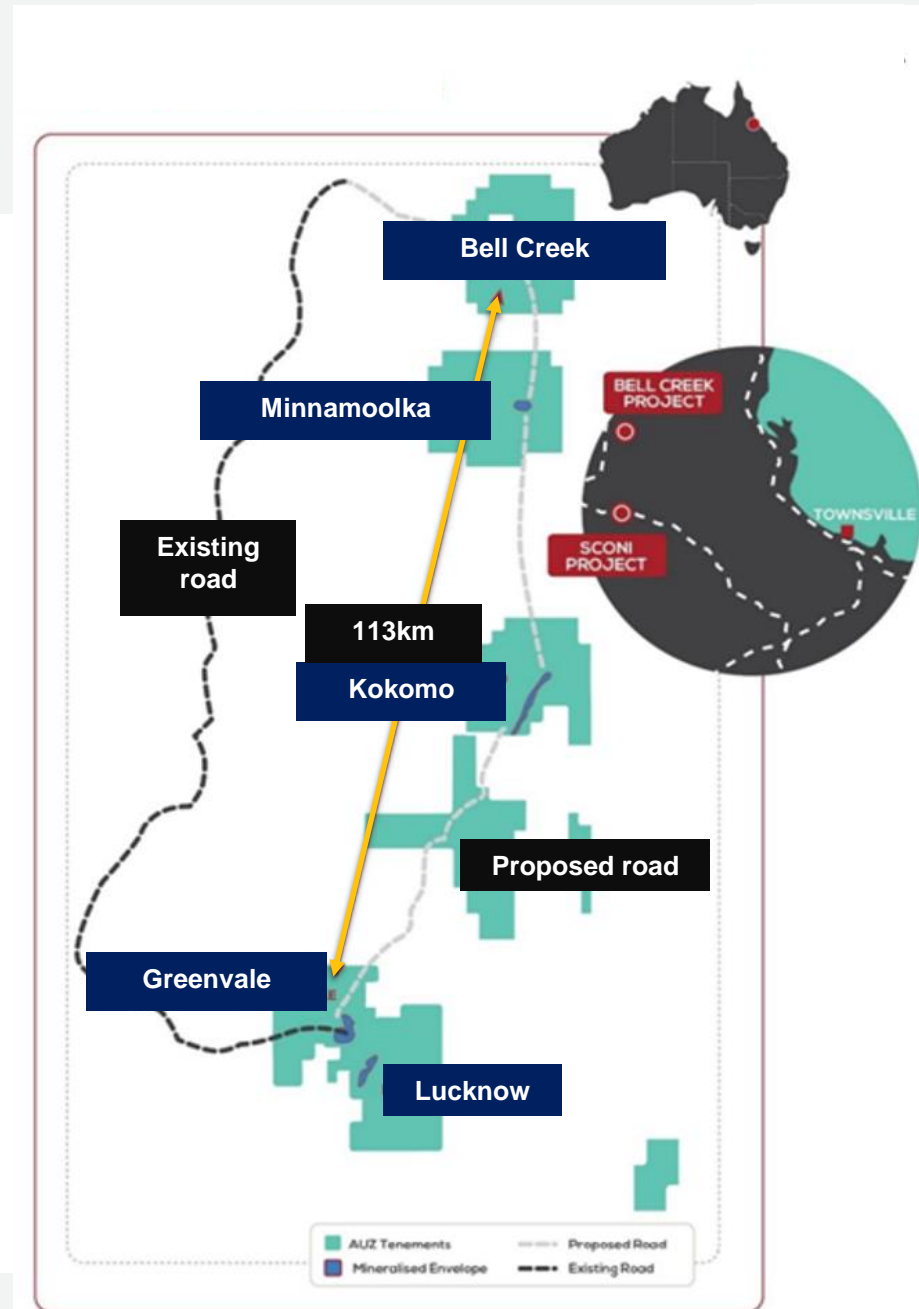 Bell Creek
Minnamoolka
BELL CREEK
PROJECT
TOWNSVILLE
SCONI
PROJECT
Existing
road
113km
Kokomo
Proposed road
Greenvale
E
Lucknow
AUZ Tenements
Proposed Road
Mineralised Envelope
Existing Road